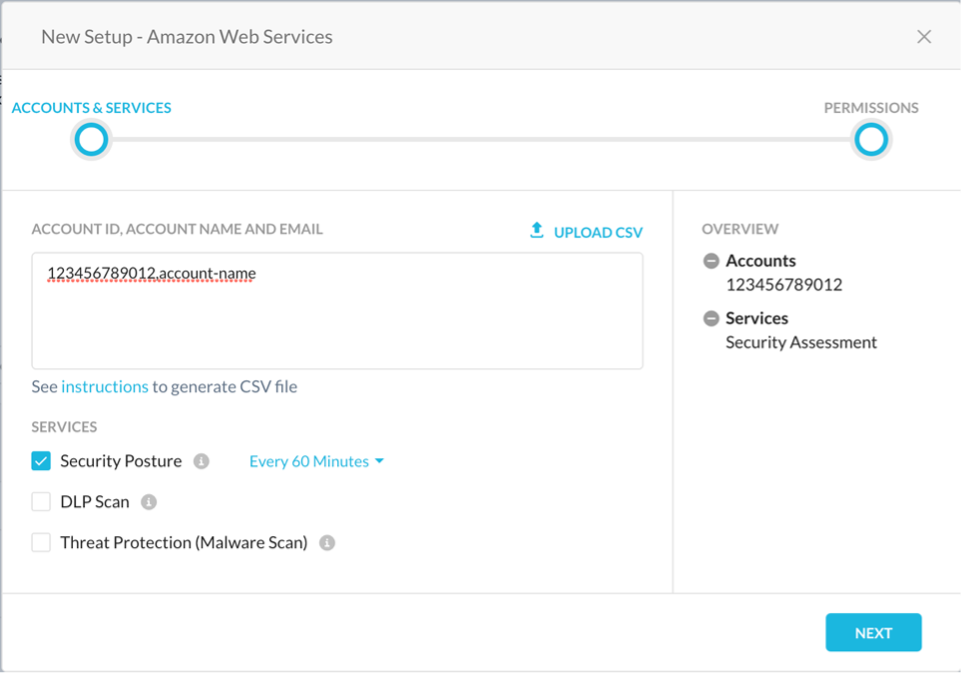 New Setup - Amazon Web Services
ACCOUNTS & SERVICES
PERMISSIONS
ACCOUNT ID, ACCOUNT NAME AND EMAIL
UPLOAD CSV
123456789012,account-name
See instructions to generate CSV file
SERVICES
Security Posture
Every 60 Minutes
DLP Scan
Threat Protection (Malware Scan)
OVERVIEW
Accounts
123456789012
Services
Security Assessment
NEXT